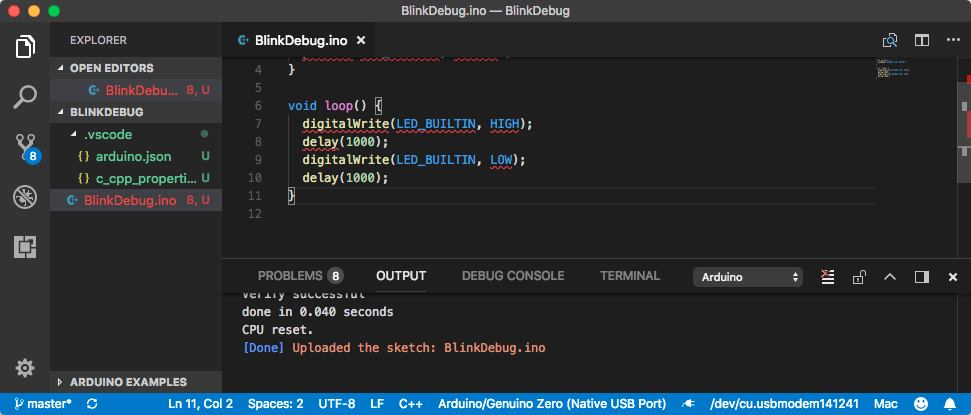 BlinkDebug.ino — BlinkDebug
EXPLORER
OPEN EDITORS
BlinkDebu... 8, U
BLINKDEBUG
.vscode
{} arduino.json U
{} c_cpp_properti... U
BlinkDebug.ino 8, U
ARDUINO EXAMPLES
8
BlinkDebug.ino ×
4 }
5
6 void loop() {
7 digitalWrite(LED_BUILTIN, HIGH);
8 delay(1000);
9 digitalWrite(LED_BUILTIN, LOW);
10 delay(1000);
11 }
12
PROBLEMS 8 OUTPUT DEBUG CONSOLE TERMINAL Arduino
Verify successful
done in 0.040 seconds
CPU reset.
[Done] Uploaded the sketch: BlinkDebug.ino
master* Ln 11, Col 2 Spaces: 2 UTF-8 LF C++ Arduino/Genuino Zero (Native USB Port) /dev/cu.usbmodem141241 Mac